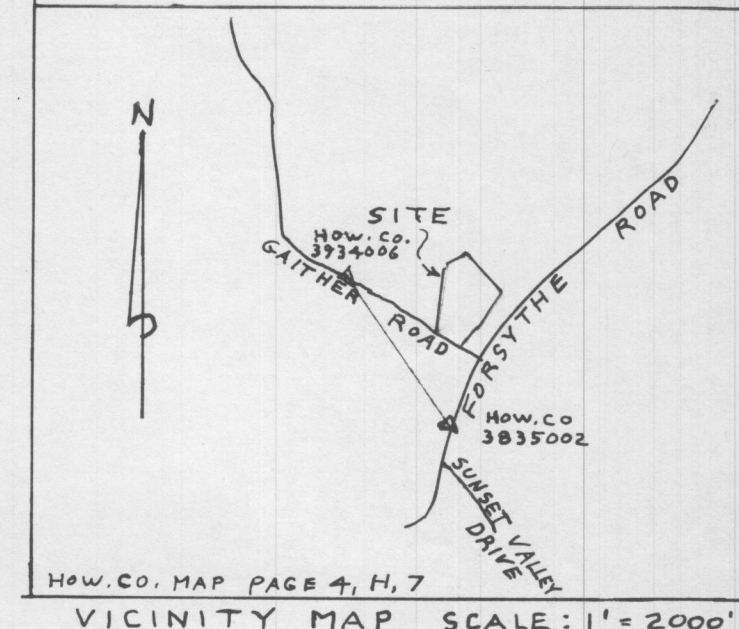 N
SITE
HOW. CO.
3934006
GAITHER ROAD
FORSYTHE ROAD
HOW. CO
3835002
SUNSET VALLEY
DRIVE
HOW. CO. MAP PAGE 4, H, 7
VICINITY MAP SCALE: 1' = 2000'